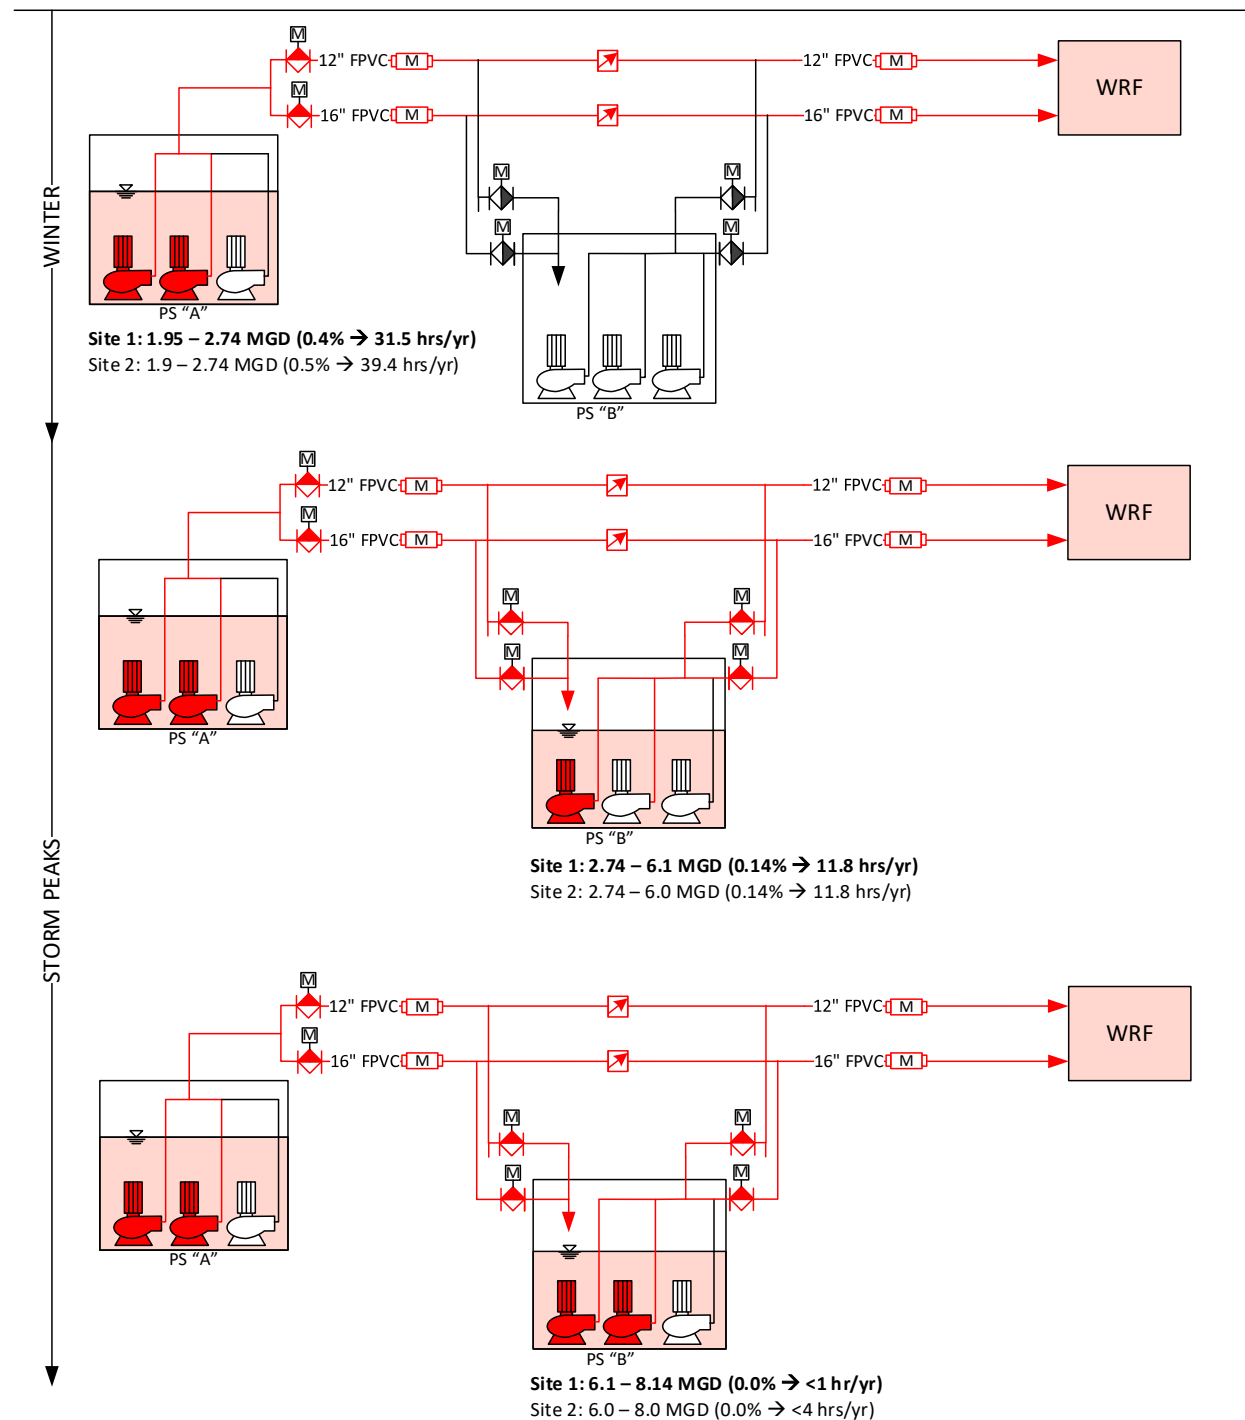 WINTER
M
12" FPVC
M
12" FPVC
M
WRF
M
16" FPVC
M
16" FPVC
M
M
M
M
M
PS “A”
Site 1: 1.95 – 2.74 MGD (0.4% → 31.5 hrs/yr)
Site 2: 1.9 – 2.74 MGD (0.5% → 39.4 hrs/yr)
PS “B”
STORM PEAKS
M
12" FPVC
M
12" FPVC
M
WRF
M
16" FPVC
M
16" FPVC
M
M
M
M
M
PS “A”
PS “B”
Site 1: 2.74 – 6.1 MGD (0.14% → 11.8 hrs/yr)
Site 2: 2.74 – 6.0 MGD (0.14% → 11.8 hrs/yr)
M
12" FPVC
M
12" FPVC
M
WRF
M
16" FPVC
M
16" FPVC
M
M
M
M
M
PS “A”
PS “B”
Site 1: 6.1 – 8.14 MGD (0.0% → <1 hr/yr)
Site 2: 6.0 – 8.0 MGD (0.0% → <4 hrs/yr)